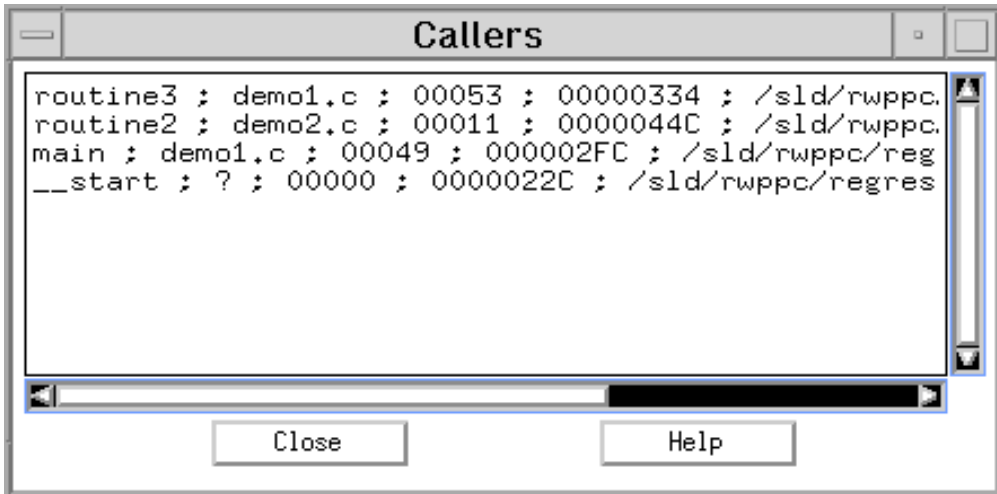 Callers
routine3 ; demo1.c ; 00053 ; 00000334 ; /sld/rwppc.
routine2 ; demo2.c ; 00011 ; 0000044C ; /sld/rwppc.
main ; demo1.c ; 00049 ; 000002FC ; /sld/rwppc/reg
__start ; ? ; 00000 ; 0000022C ; /sld/rwppc/regres
Close Help